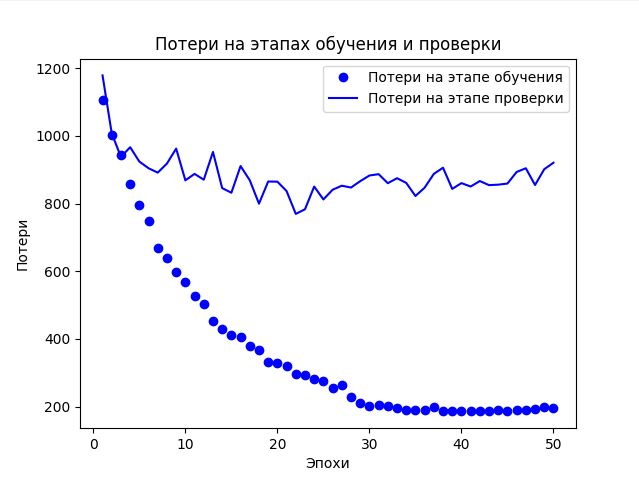 Потери на этапах обучения и проверки
Потери на этапе обучения
Потери на этапе проверки
Потери
1200
1000
800
600
400
200
0 10 20 30 40 50
Эпохи